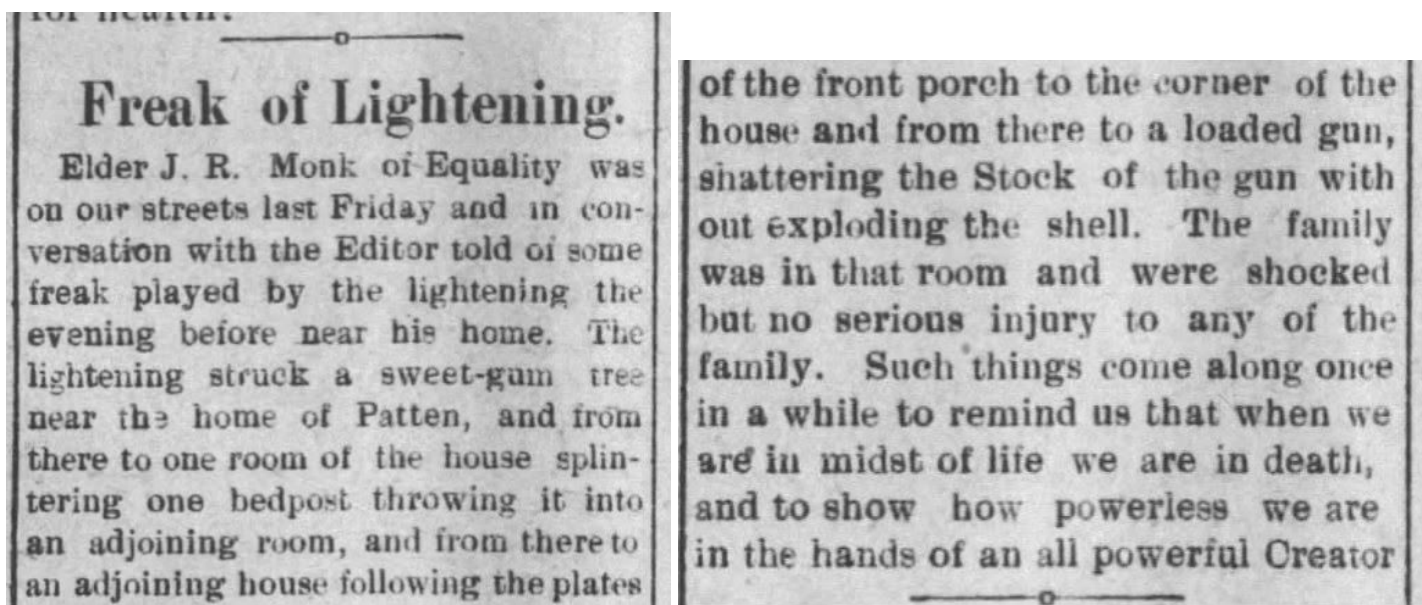 for health.
Freak of Lightening.
Elder J. R. Monk of Equality was
on our streets last Friday and in con-
versation with the Editor told of some
freak played by the lightening the
evening before near his home. The
lightening struck a sweet-gum tree
near the home of Patten, and from
there to one room of the house splin-
tering one bedpost throwing it into
an adjoining room, and from there to
an adjoining house following the plates
of the front porch to the corner of the
house and from there to a loaded gun,
shattering the Stock of the gun with
out exploding the shell. The family
was in that room and were shocked
but no serious injury to any of the
family. Such things come along once
in a while to remind us that when we
are in midst of life we are in death,
and to show how powerless we are
in the hands of an all powerful Creator